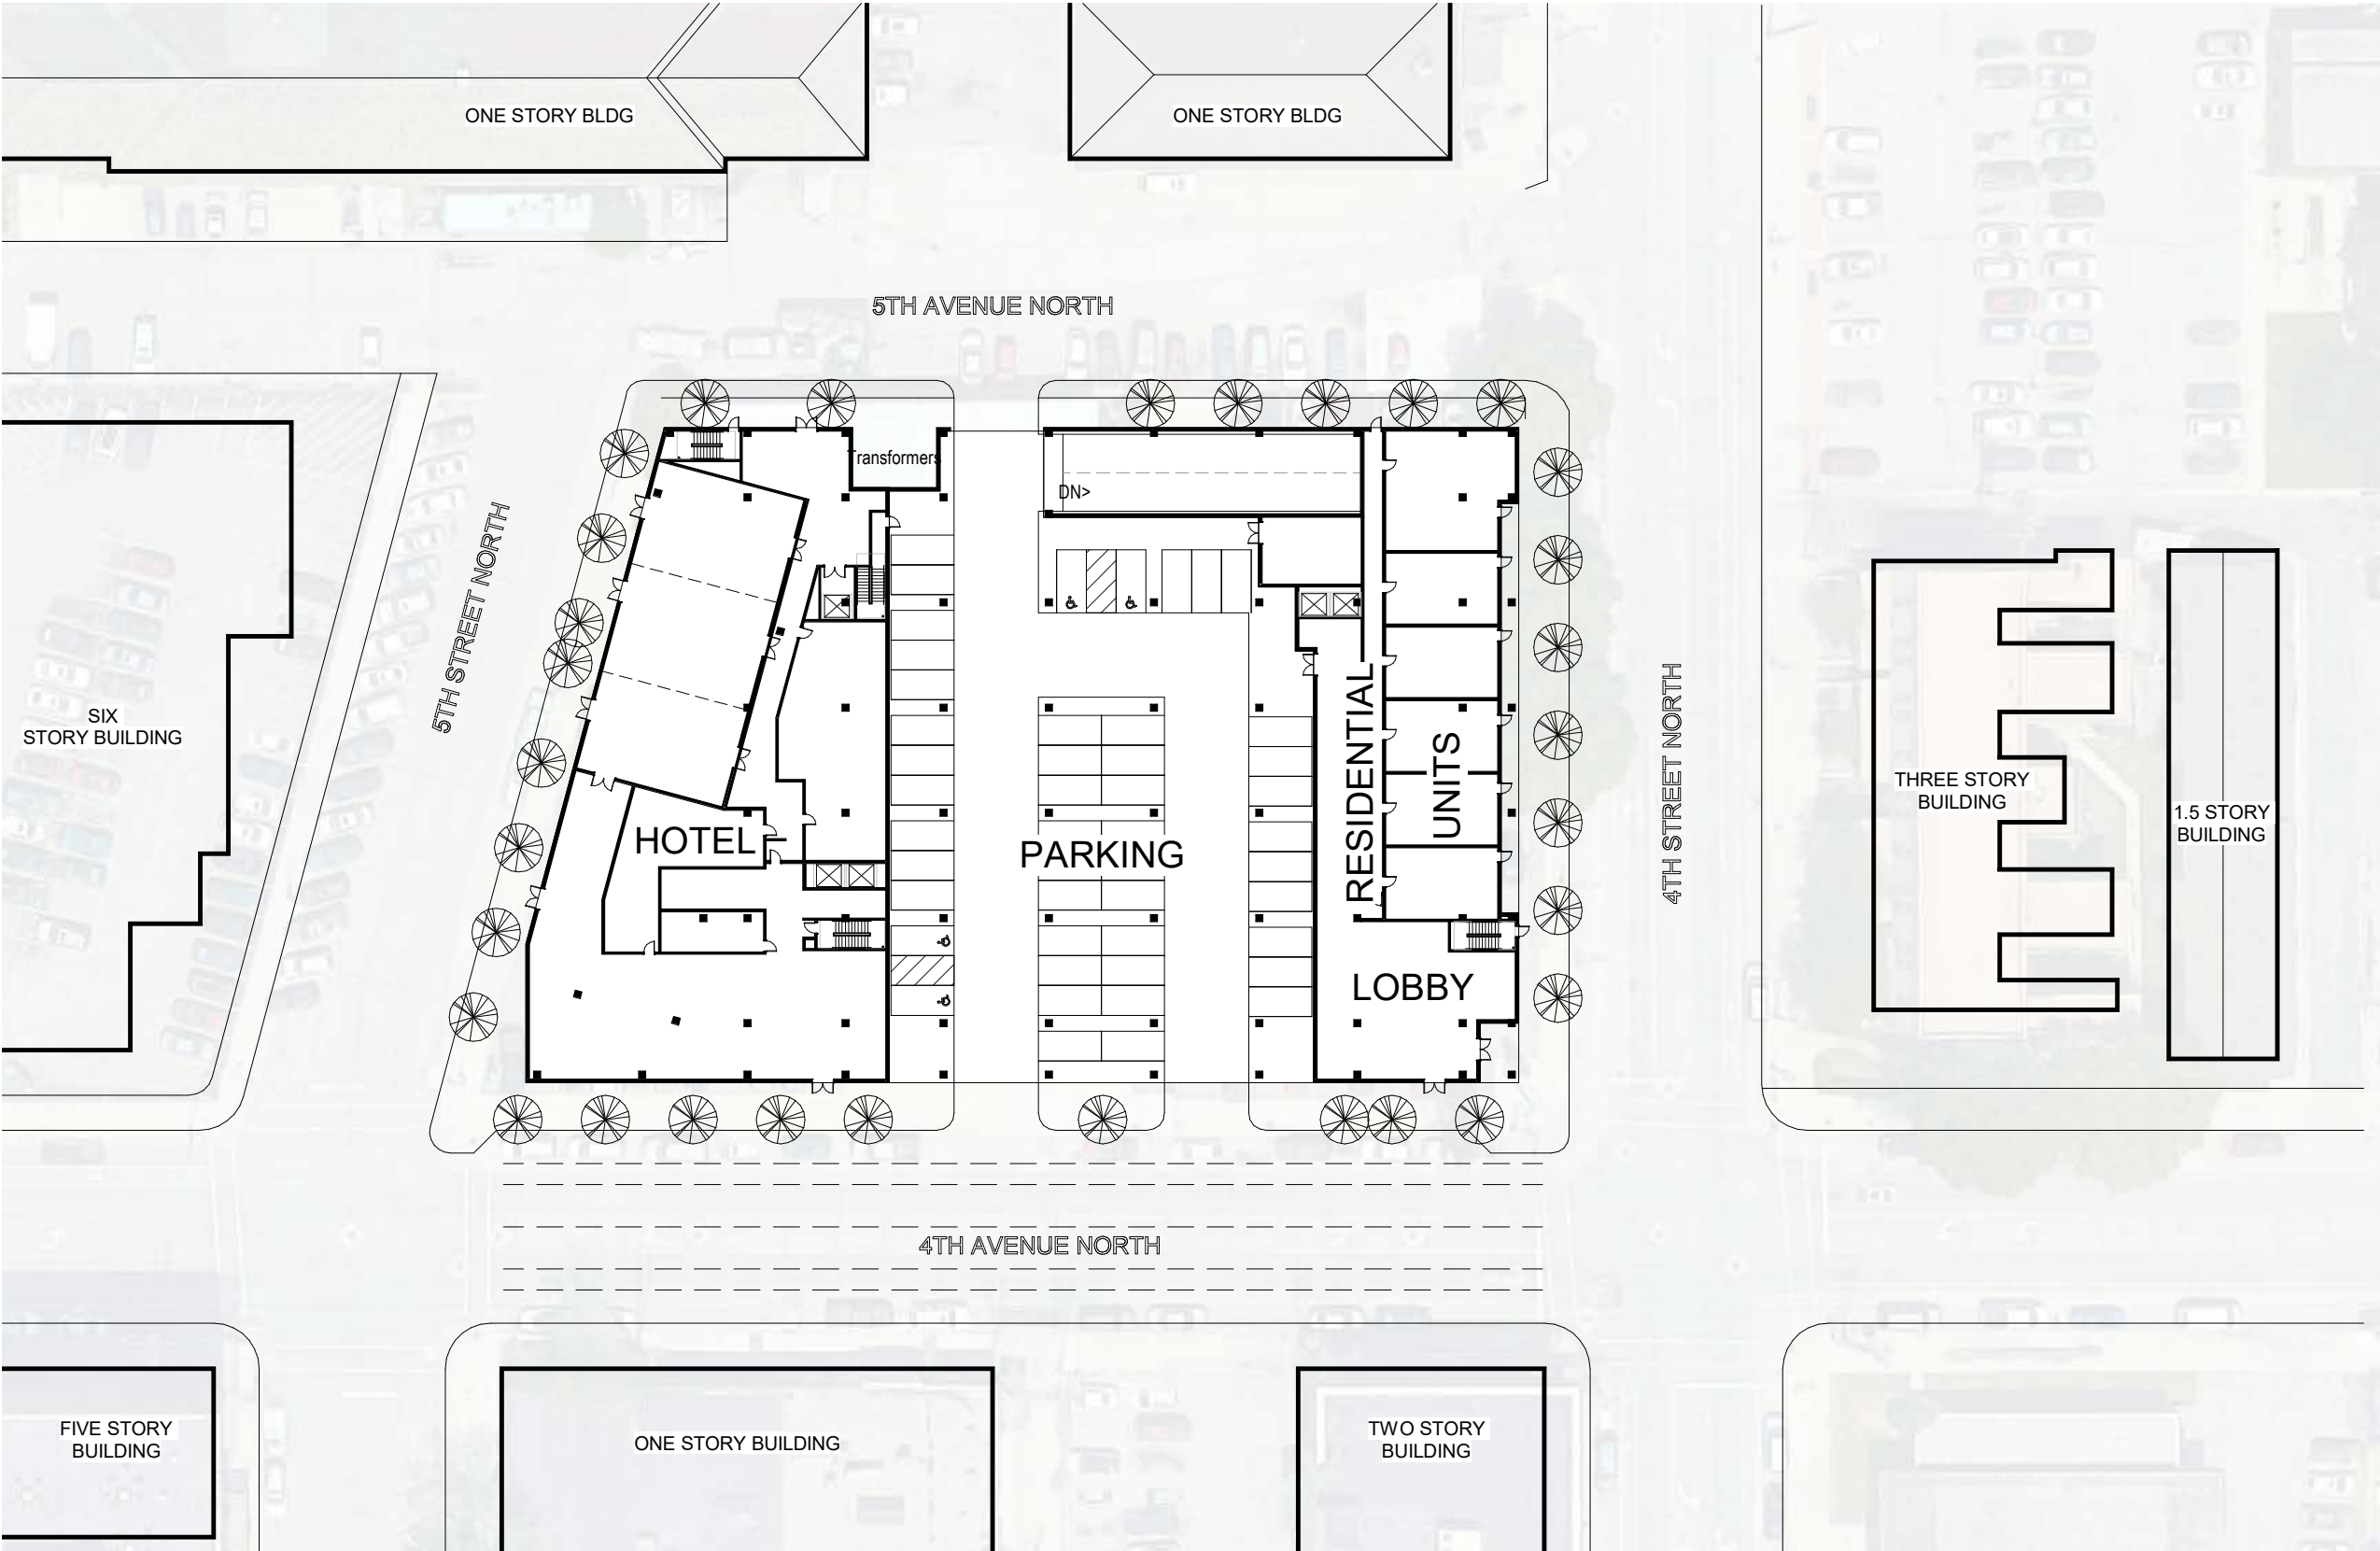 ONE STORY BLDG
ONE STORY BLDG
5TH AVENUE NORTH
Transformers
DN>
5TH STREET NORTH
SIX
STORY BUILDING
HOTEL
PARKING
RESIDENTIAL
UNITS
LOBBY
4TH STREET NORTH
THREE STORY
BUILDING
1.5 STORY
BUILDING
4TH AVENUE NORTH
FIVE STORY
BUILDING
ONE STORY BUILDING
TWO STORY
BUILDING